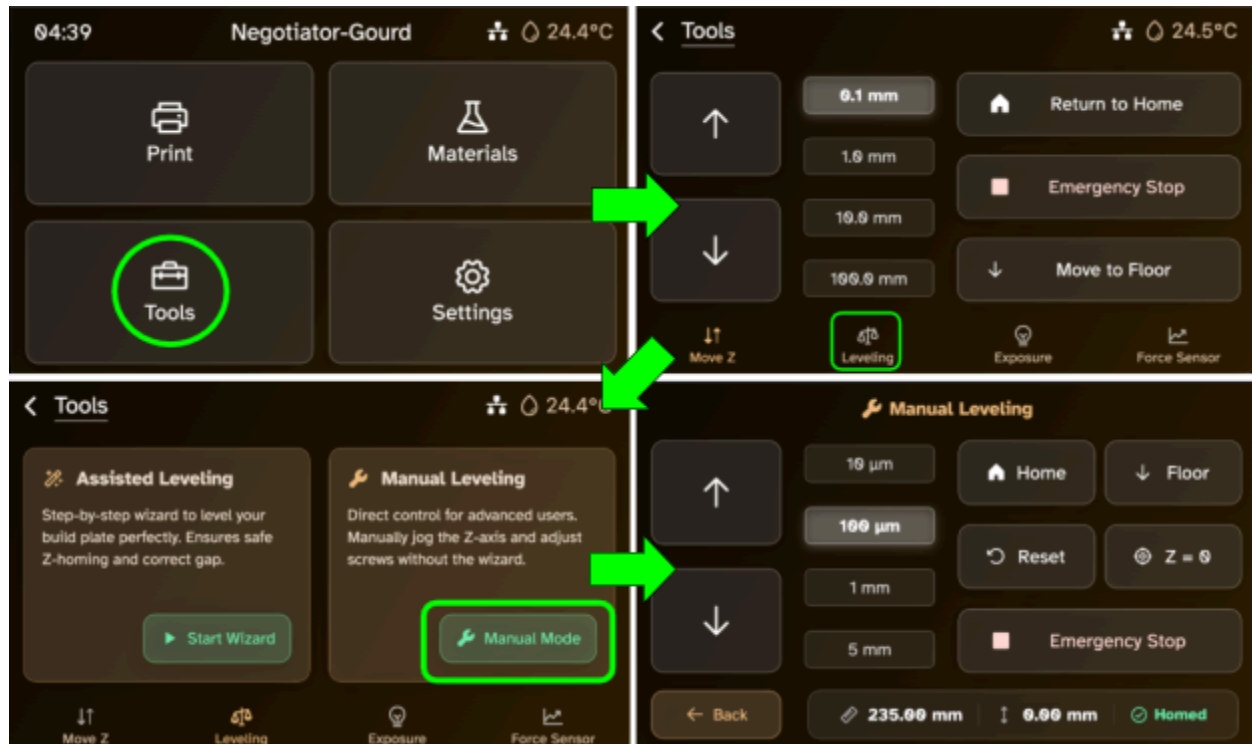 04:39 Negotiator-Gourd 24.4°C
Print
Materials
Tools
Settings
Tools 24.5°C
0.1 mm
1.0 mm
10.0 mm
100.0 mm
Return to Home
Emergency Stop
Move to Floor
Move Z Leveling Exposure Force Sensor
Tools 24.4°
Assisted Leveling
Step-by-step wizard to level your
build plate perfectly. Ensures safe
Z-homing and correct gap.
Start Wizard
Manual Leveling
Direct control for advanced users.
Manually jog the Z-axis and adjust
screws without the wizard.
Manual Mode
Move Z Leveling Exposure Force Sensor
Manual Leveling
10 µm
100 µm
1 mm
5 mm
Home
Floor
Reset
Z = 0
Emergency Stop
Back 235.00 mm 0.00 mm Homed